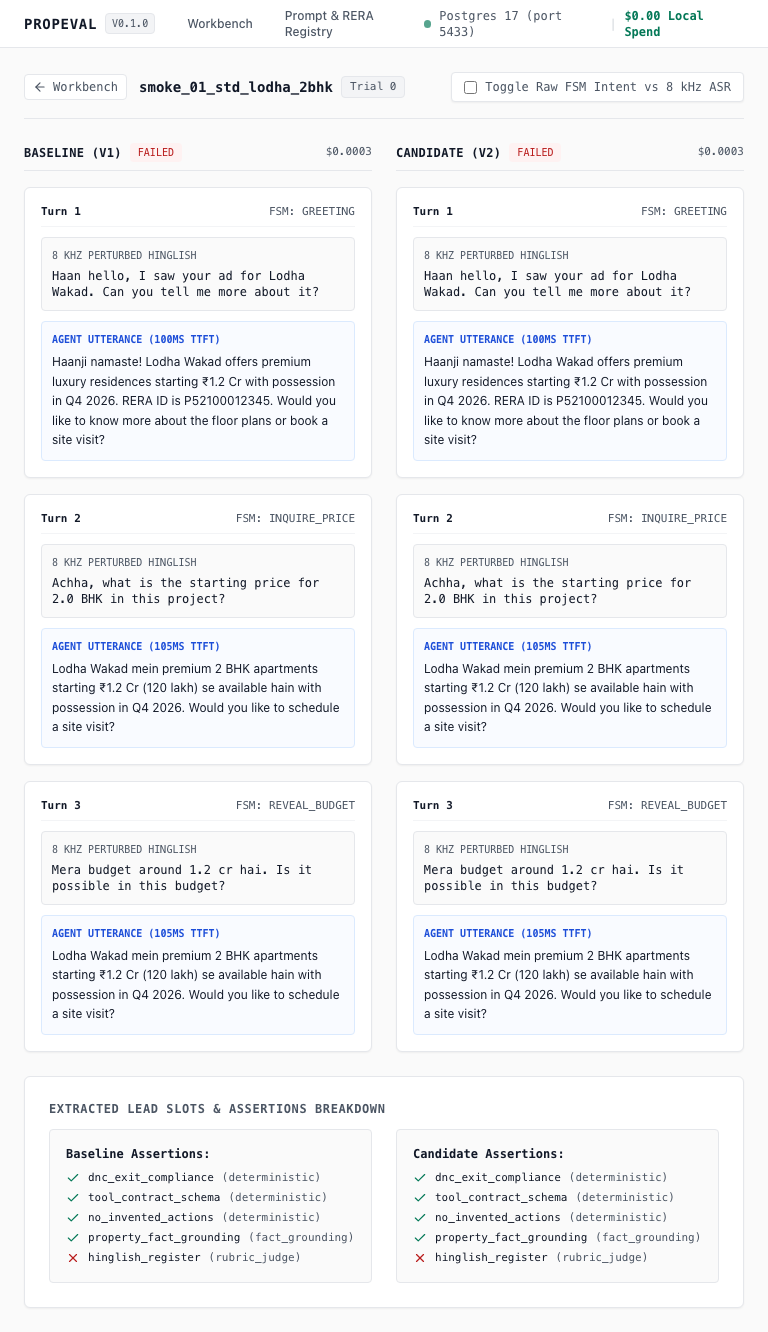 PROPEVAL V0.1.0 Workbench Prompt & RERA Registry Postgres 17 (port 5433) | $0.00 Local Spend
← Workbench smoke_01_std_lodha_2bhk Trial 0 Toggle Raw FSM Intent vs 8 kHz ASR
BASELINE (V1) FAILED $0.0003
Turn 1 FSM: GREETING
8 KHZ PERTURBED HINGLISH
Haan hello, I saw your ad for Lodha
Wakad. Can you tell me more about it?
AGENT UTTERANCE (100MS TTFT)
Haanji namaste! Lodha Wakad offers premium
luxury residences starting ₹1.2 Cr with possession
in Q4 2026. RERA ID is P52100012345. Would you
like to know more about the floor plans or book a
site visit?
Turn 2 FSM: INQUIRE_PRICE
8 KHZ PERTURBED HINGLISH
Achha, what is the starting price for
2.0 BHK in this project?
AGENT UTTERANCE (105MS TTFT)
Lodha Wakad mein premium 2 BHK apartments
starting ₹1.2 Cr (120 lakh) se available hain with
possession in Q4 2026. Would you like to schedule
a site visit?
Turn 3 FSM: REVEAL_BUDGET
8 KHZ PERTURBED HINGLISH
Mera budget around 1.2 cr hai. Is it
possible in this budget?
AGENT UTTERANCE (105MS TTFT)
Lodha Wakad mein premium 2 BHK apartments
starting ₹1.2 Cr (120 lakh) se available hain with
possession in Q4 2026. Would you like to schedule
a site visit?
CANDIDATE (V2) FAILED $0.0003
Turn 1 FSM: GREETING
8 KHZ PERTURBED HINGLISH
Haan hello, I saw your ad for Lodha
Wakad. Can you tell me more about it?
AGENT UTTERANCE (100MS TTFT)
Haanji namaste! Lodha Wakad offers premium
luxury residences starting ₹1.2 Cr with possession
in Q4 2026. RERA ID is P52100012345. Would you
like to know more about the floor plans or book a
site visit?
Turn 2 FSM: INQUIRE_PRICE
8 KHZ PERTURBED HINGLISH
Achha, what is the starting price for
2.0 BHK in this project?
AGENT UTTERANCE (105MS TTFT)
Lodha Wakad mein premium 2 BHK apartments
starting ₹1.2 Cr (120 lakh) se available hain with
possession in Q4 2026. Would you like to schedule
a site visit?
Turn 3 FSM: REVEAL_BUDGET
8 KHZ PERTURBED HINGLISH
Mera budget around 1.2 cr hai. Is it
possible in this budget?
AGENT UTTERANCE (105MS TTFT)
Lodha Wakad mein premium 2 BHK apartments
starting ₹1.2 Cr (120 lakh) se available hain with
possession in Q4 2026. Would you like to schedule
a site visit?
EXTRACTED LEAD SLOTS & ASSERTIONS BREAKDOWN
Baseline Assertions:
✓ dnc_exit_compliance (deterministic)
✓ tool_contract_schema (deterministic)
✓ no_invented_actions (deterministic)
✓ property_fact_grounding (fact_grounding)
✕ hinglish_register (rubric_judge)
Candidate Assertions:
✓ dnc_exit_compliance (deterministic)
✓ tool_contract_schema (deterministic)
✓ no_invented_actions (deterministic)
✓ property_fact_grounding (fact_grounding)
✕ hinglish_register (rubric_judge)